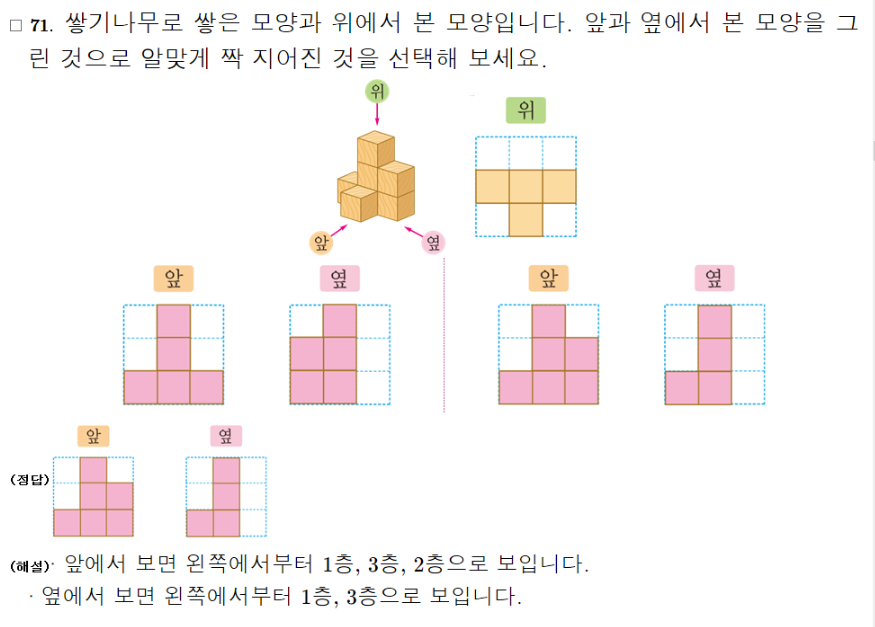 □ 71. 쌓기나무로 쌓은 모양과 위에서 본 모양입니다. 앞과 옆에서 본 모양을 그
린 것으로 알맞게 짝 지어진 것을 선택해 보세요.
위
위
앞 옆
앞 옆 앞 옆
앞 옆
(정답)
(해설)· 앞에서 보면 왼쪽에서부터 1층, 3층, 2층으로 보입니다.
· 옆에서 보면 왼쪽에서부터 1층, 3층으로 보입니다.